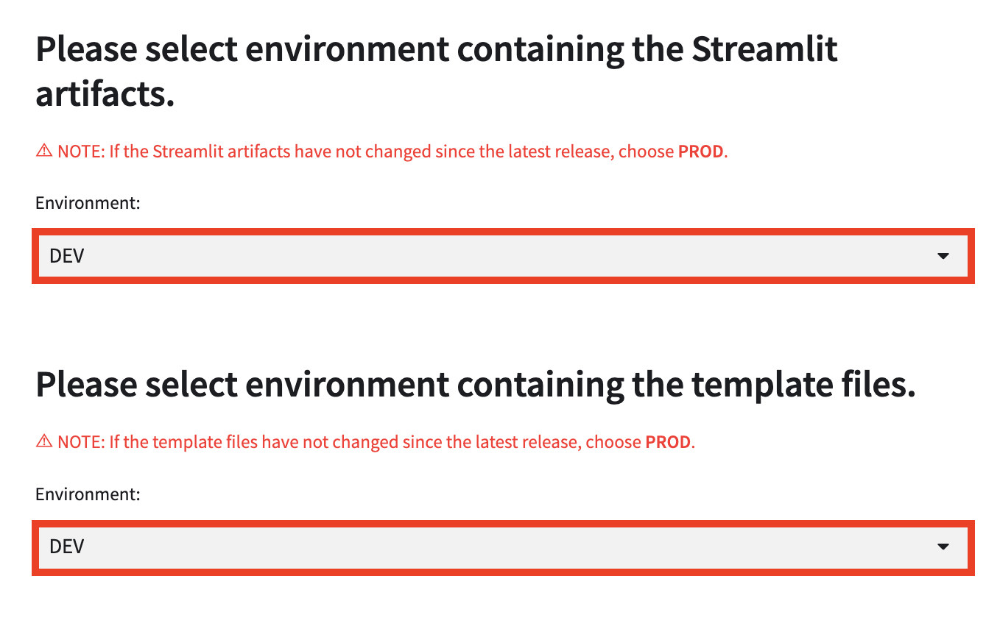 Please select environment containing the Streamlit
artifacts.
⚠ NOTE: If the Streamlit artifacts have not changed since the latest release, choose PROD.
Environment:
DEV
Please select environment containing the template files.
⚠ NOTE: If the template files have not changed since the latest release, choose PROD.
Environment:
DEV